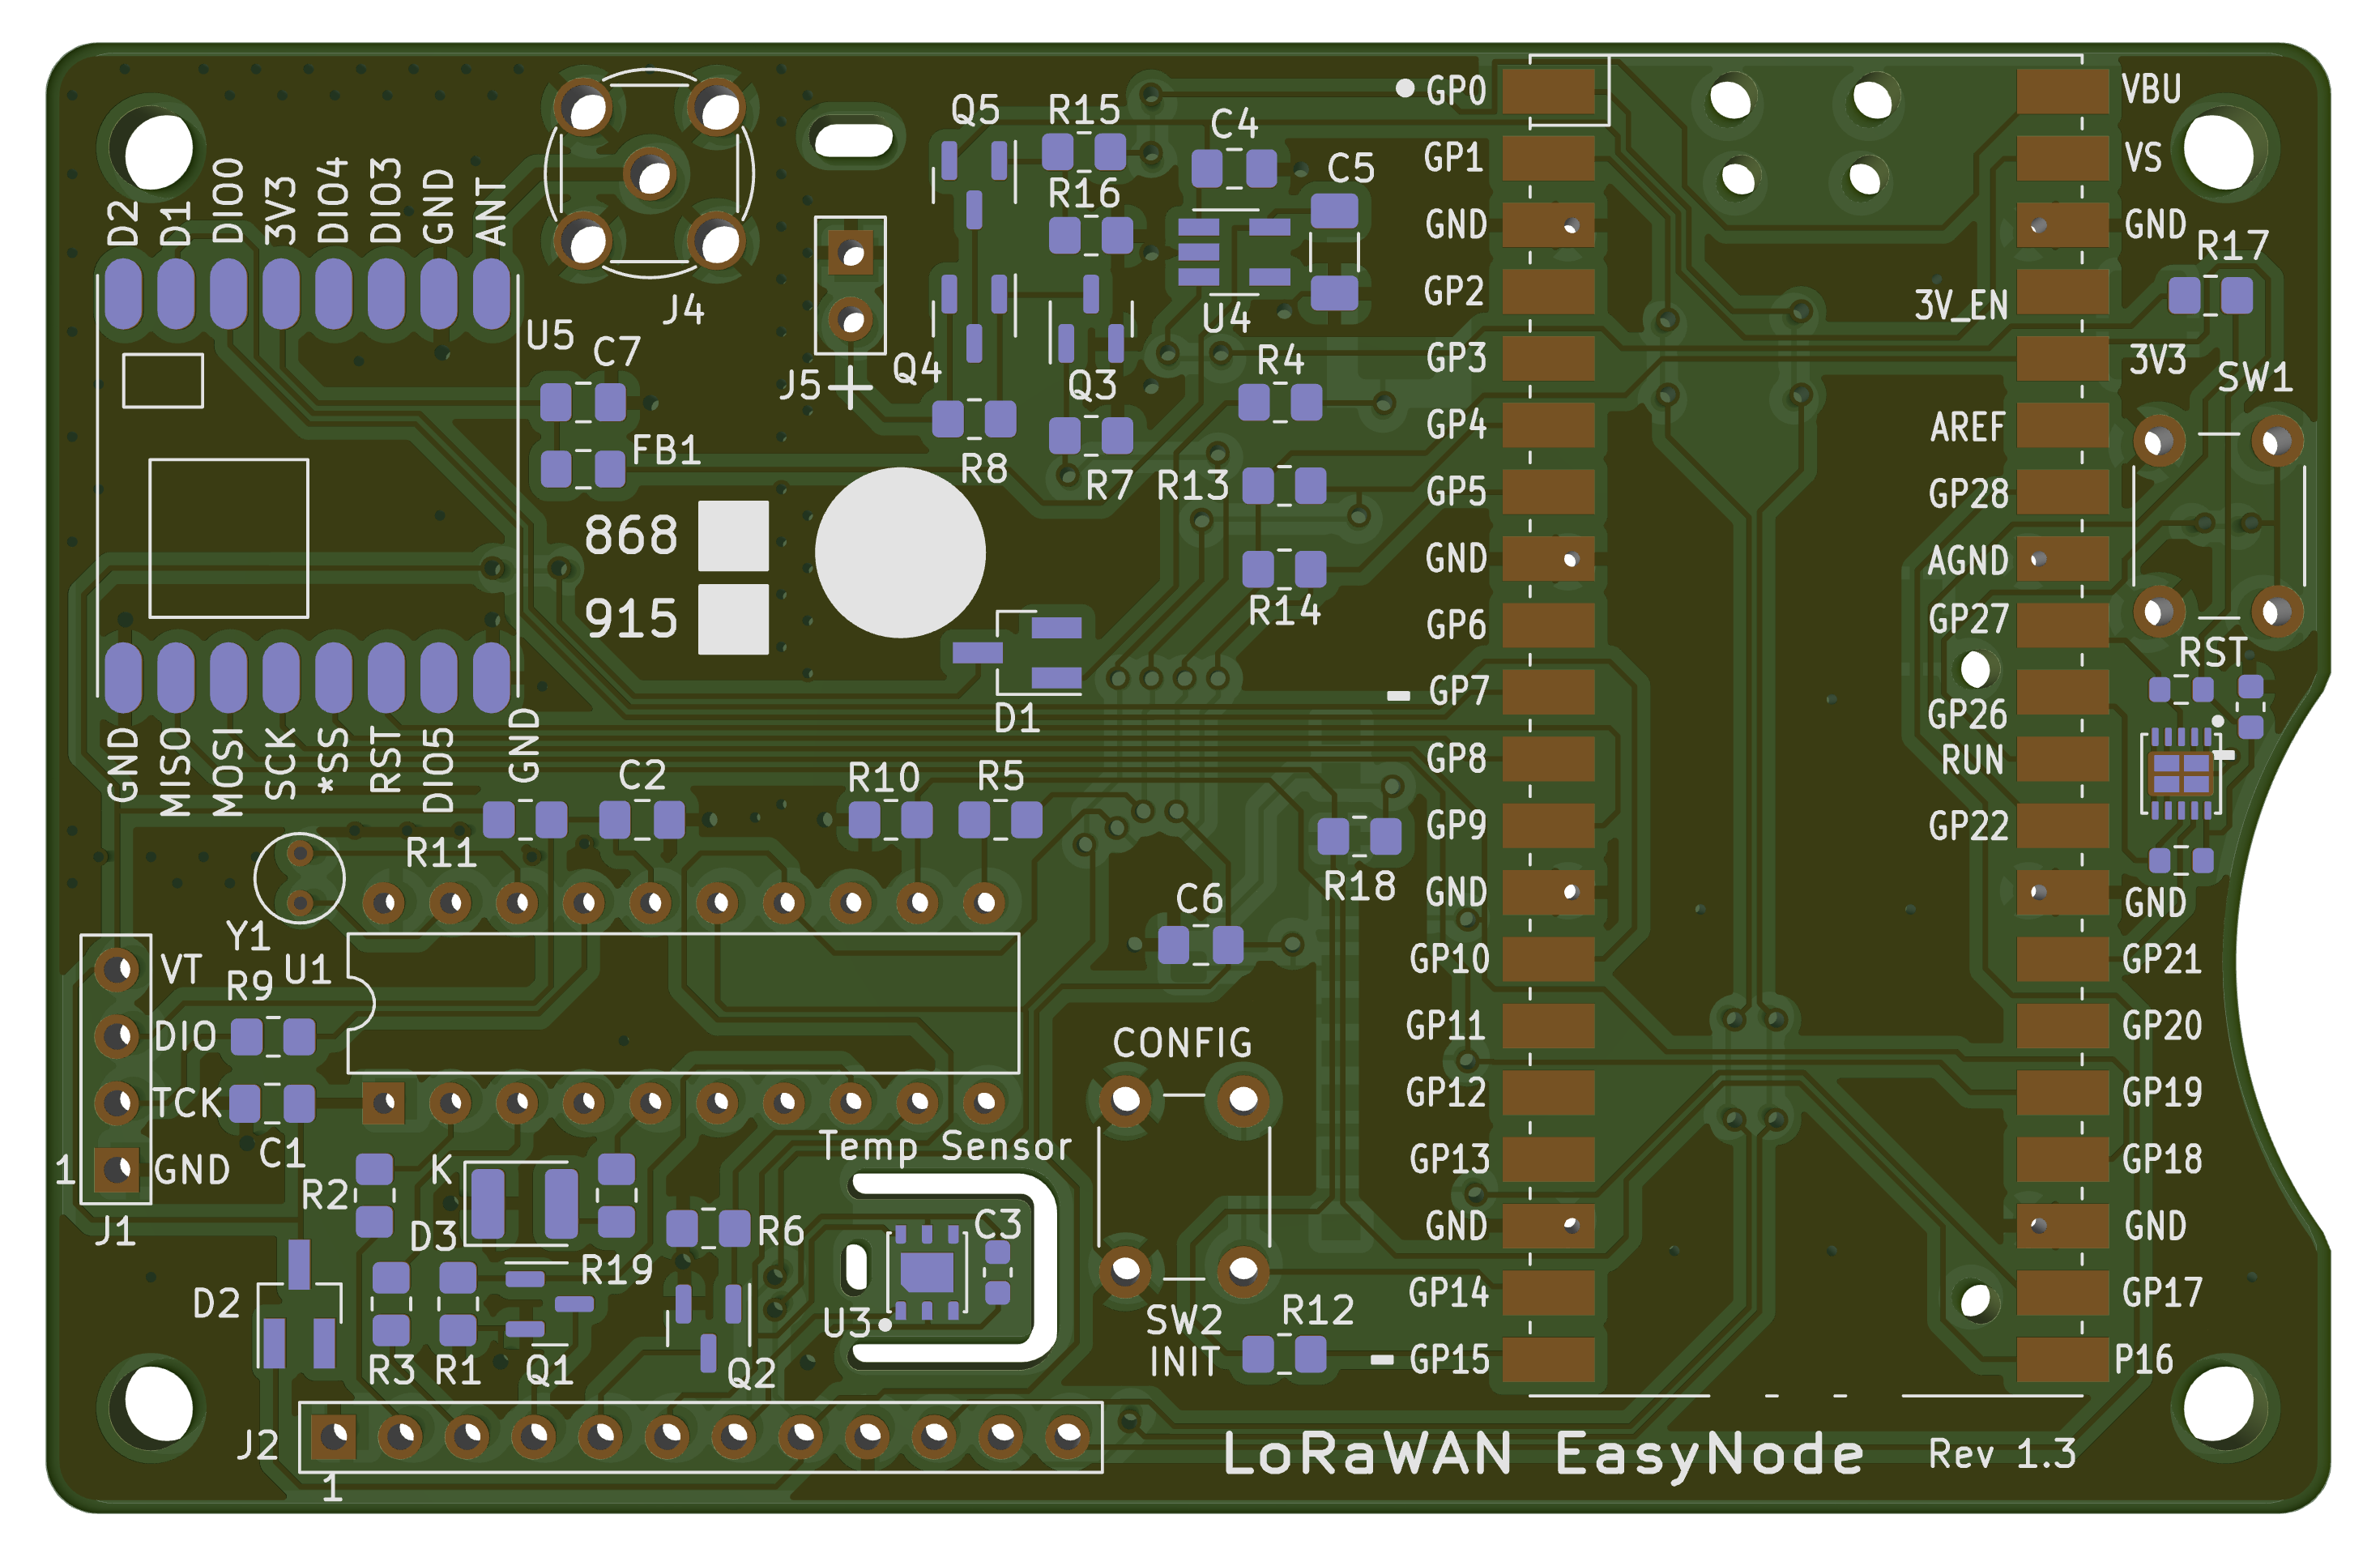 D2
D1
DIO0
3V3
DIO4
DIO3
GND
ANT
U5
J4
C7
FB1
868
915
GND
MISO
MOSI
SCK
*SS
RST
DIO5
GND
J5
Q5
R15
R16
C4
C5
U4
Q4
Q3
R4
R8
R7
R13
R14
D1
C2
R10
R5
R11
R18
C6
Y1
U1
R9
VT
DIO
TCK
GND
1
J1
C1
R2
K
D3
R19
R6
D2
R3
R1
Q1
Q2
Temp Sensor
C3
U3
CONFIG
SW2
INIT
R12
J2
1
GP0
GP1
GND
GP2
GP3
GP4
GP5
GND
GP6
GP7
GP8
GP9
GND
GP10
GP11
GP12
GP13
GND
GP14
GP15
VBU
VS
GND
R17
3V_EN
3V3
SW1
AREF
GP28
AGND
GP27
RST
GP26
RUN
GP22
GND
GP21
GP20
GP19
GP18
GND
GP17
P16
LoRaWAN EasyNode
Rev 1.3